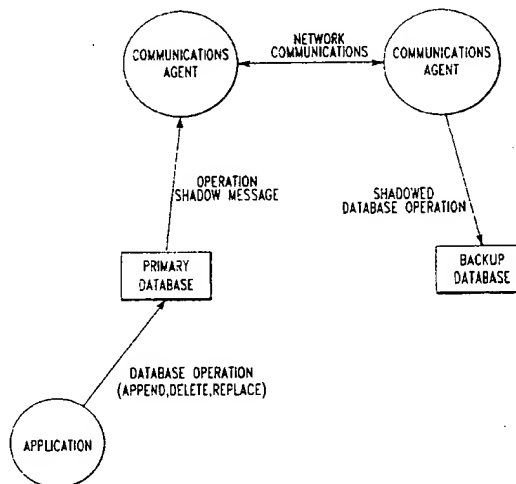 COMMUNICATIONS
AGENT
NETWORK
COMMUNICATIONS
COMMUNICATIONS
AGENT
OPERATION
SHADOW MESSAGE
SHADOWED
DATABASE OPERATION
PRIMARY
DATABASE
BACKUP
DATABASE
DATABASE OPERATION
(APPEND,DELETE,REPLACE)
APPLICATION